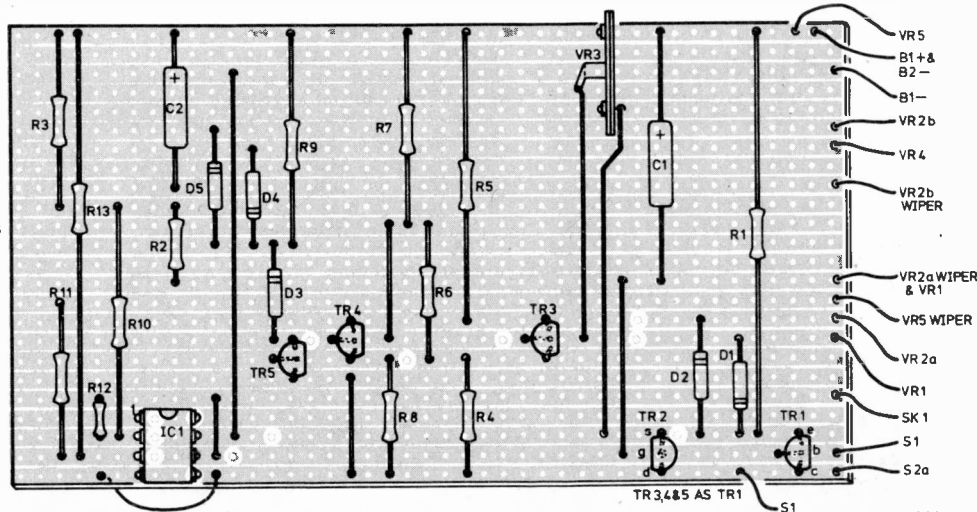 VR5
B1+&
B2−
B1−
VR2b
VR4
VR2b
WIPER
VR2a WIPER
& VR1
VR5 WIPER
VR2a
VR1
SK1
S1
S2a
S1
VR3
+
C2
R3
R7
R9
+
C1
D5
D4
R5
R13
R2
R1
R11
D3
R6
R10
TR4
TR3
TR5
D2
D1
R12
R8
R4
TR2
TR1
IC1
s
g
d
e
b
c
TR3,4&5 AS TR1